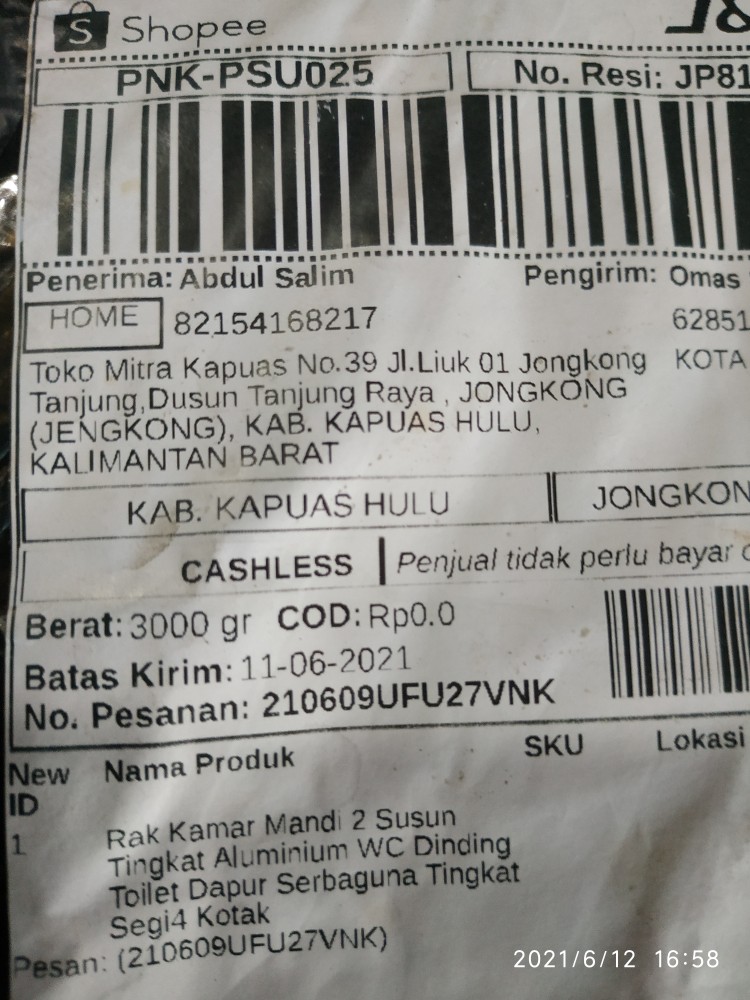 Shopee
PNK-PSU025 No. Resi: JP81
Penerima: Abdul Salim Pengirim: Omas
HOME 82154168217 62851
Toko Mitra Kapuas No.39 Jl.Liuk 01 Jongkong KOTA
Tanjung,Dusun Tanjung Raya , JONGKONG
(JENGKONG), KAB. KAPUAS HULU,
KALIMANTAN BARAT
KAB. KAPUAS HULU JONGKON
CASHLESS Penjual tidak perlu bayar
Berat: 3000 gr COD: Rp0.0
Batas Kirim: 11-06-2021
No. Pesanan: 210609UFU27VNK
New ID Nama Produk SKU Lokasi
1 Rak Kamar Mandi 2 Susun
Tingkat Aluminium WC Dinding
Toilet Dapur Serbaguna Tingkat
Segi4 Kotak
Pesan: (210609UFU27VNK)
2021/6/12 16:58